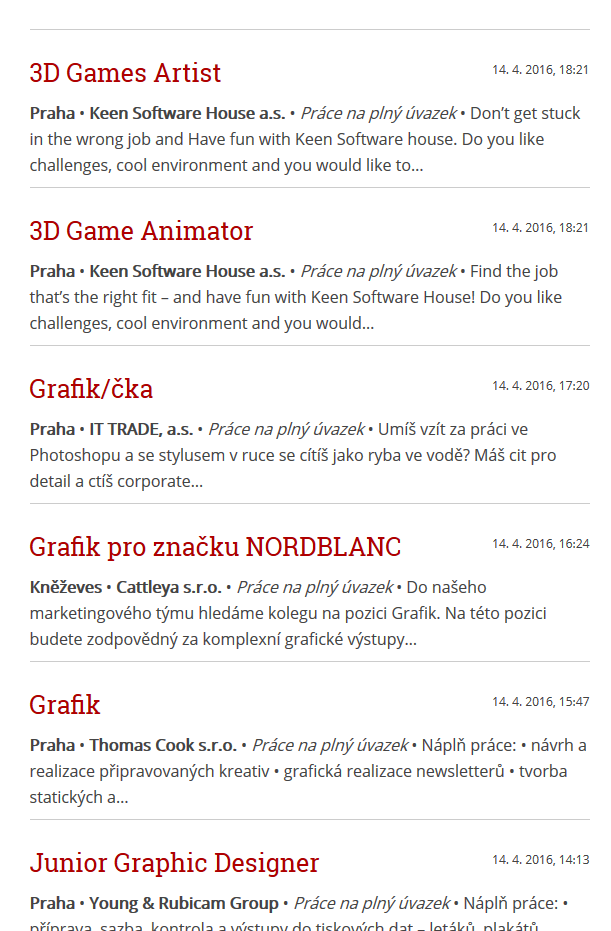 3D Games Artist 14. 4. 2016, 18:21
Praha • Keen Software House a.s. • Práce na plný úvazek • Don’t get stuck
in the wrong job and Have fun with Keen Software house. Do you like
challenges, cool environment and you would like to...
3D Game Animator 14. 4. 2016, 18:21
Praha • Keen Software House a.s. • Práce na plný úvazek • Find the job
that’s the right fit – and have fun with Keen Software House! Do you like
challenges, cool environment and you would...
Grafik/čka 14. 4. 2016, 17:20
Praha • IT TRADE, a.s. • Práce na plný úvazek • Umíš vzít za práci ve
Photoshopu a se stylusem v ruce se cítíš jako ryba ve vodě? Máš cit pro
detail a ctíš corporate...
Grafik pro značku NORDBLANC 14. 4. 2016, 16:24
Kněževes • Cattleya s.r.o. • Práce na plný úvazek • Do našeho
marketingového týmu hledáme kolegu na pozici Grafik. Na této pozici
budete zodpovědný za komplexní grafické výstupy...
Grafik 14. 4. 2016, 15:47
Praha • Thomas Cook s.r.o. • Práce na plný úvazek • Náplň práce: • návrh a
realizace připravovaných kreativ • grafická realizace newsletterů • tvorba
statických a...
Junior Graphic Designer 14. 4. 2016, 14:13
Praha • Young & Rubicam Group • Práce na plný úvazek • Náplň práce: •
příprava, sazba, kontrola a výstupy do tiskových dat – letáků, plakátů,